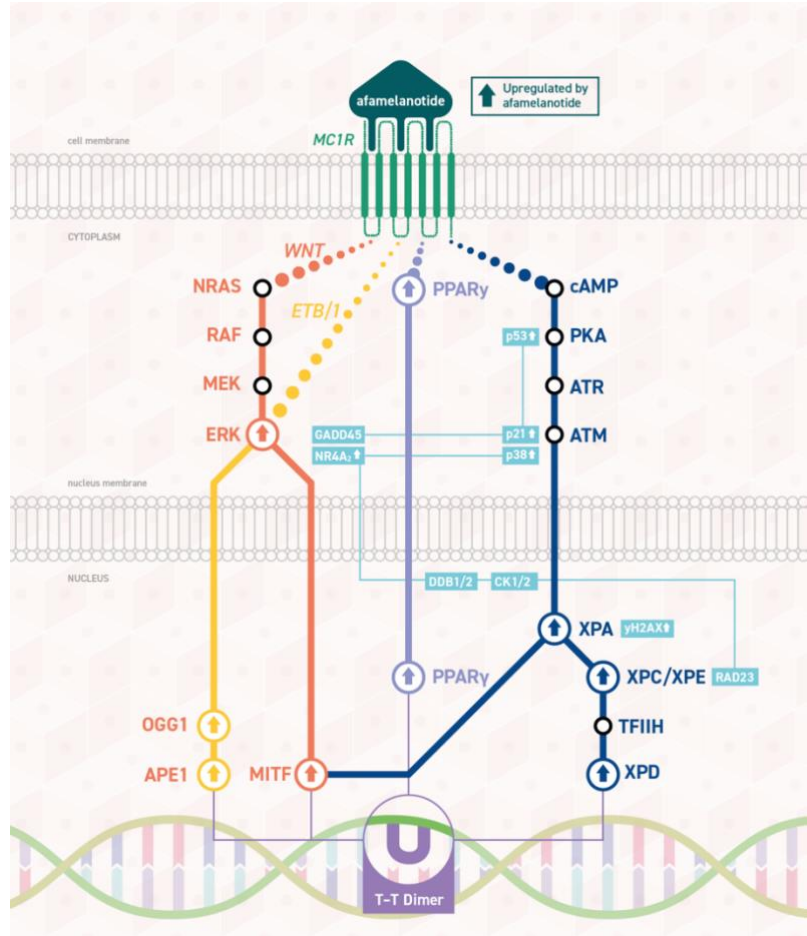 afamelanotide
Upregulated by
afamelanotide
MC1R
cell membrane
CYTOPLASM
WNT
NRAS
PPARγ
cAMP
ETB/1
RAF
p53
PKA
MEK
ATR
ERK
GADD45
p21
ATM
NR4A₂
p38
nucleus membrane
NUCLEUS
DDB1/2
CK1/2
XPA
γH2AX
PPARγ
XPC/XPE
RAD23
OGG1
TFIIH
APE1
MITF
XPD
T–T Dimer